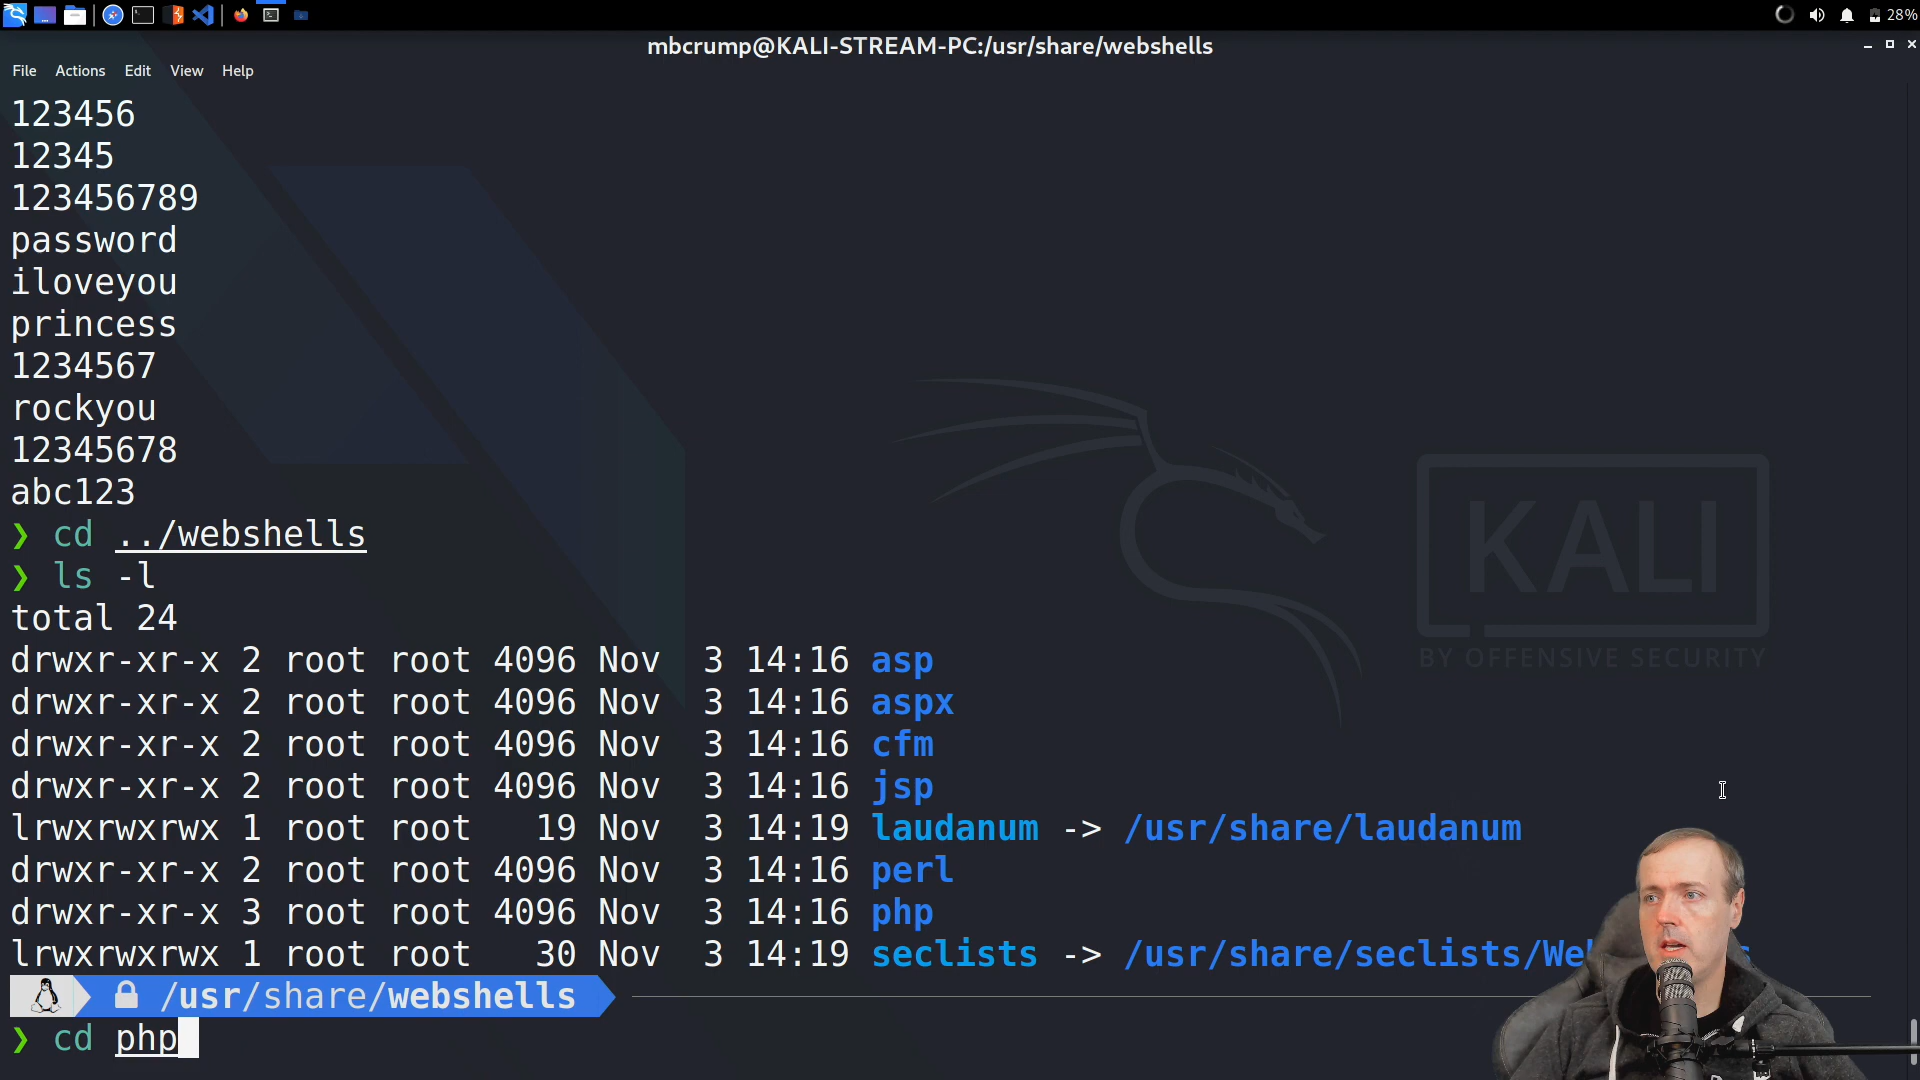 28%
mbcrump@KALI-STREAM-PC:/usr/share/webshells
File Actions Edit View Help
123456
12345
123456789
password
iloveyou
princess
1234567
rockyou
12345678
abc123
❯ cd ../webshells
❯ ls -l
total 24
drwxr-xr-x 2 root root 4096 Nov  3 14:16 asp
drwxr-xr-x 2 root root 4096 Nov  3 14:16 aspx
drwxr-xr-x 2 root root 4096 Nov  3 14:16 cfm
drwxr-xr-x 2 root root 4096 Nov  3 14:16 jsp
lrwxrwxrwx 1 root root   19 Nov  3 14:19 laudanum -> /usr/share/laudanum
drwxr-xr-x 2 root root 4096 Nov  3 14:16 perl
drwxr-xr-x 3 root root 4096 Nov  3 14:16 php
lrwxrwxrwx 1 root root   30 Nov  3 14:19 seclists -> /usr/share/seclists/We
/usr/share/webshells
❯ cd php
KALI
BY OFFENSIVE SECURITY